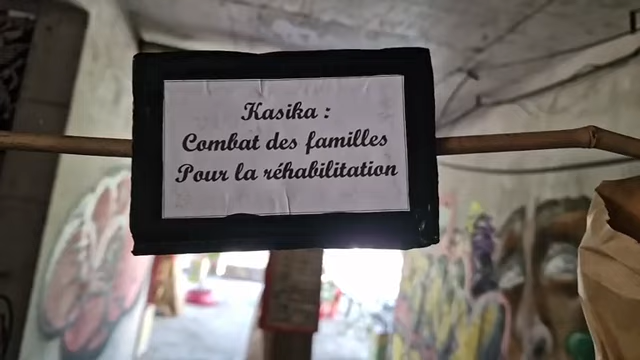 Kasika :
Combat des familles
Pour la réhabilitation